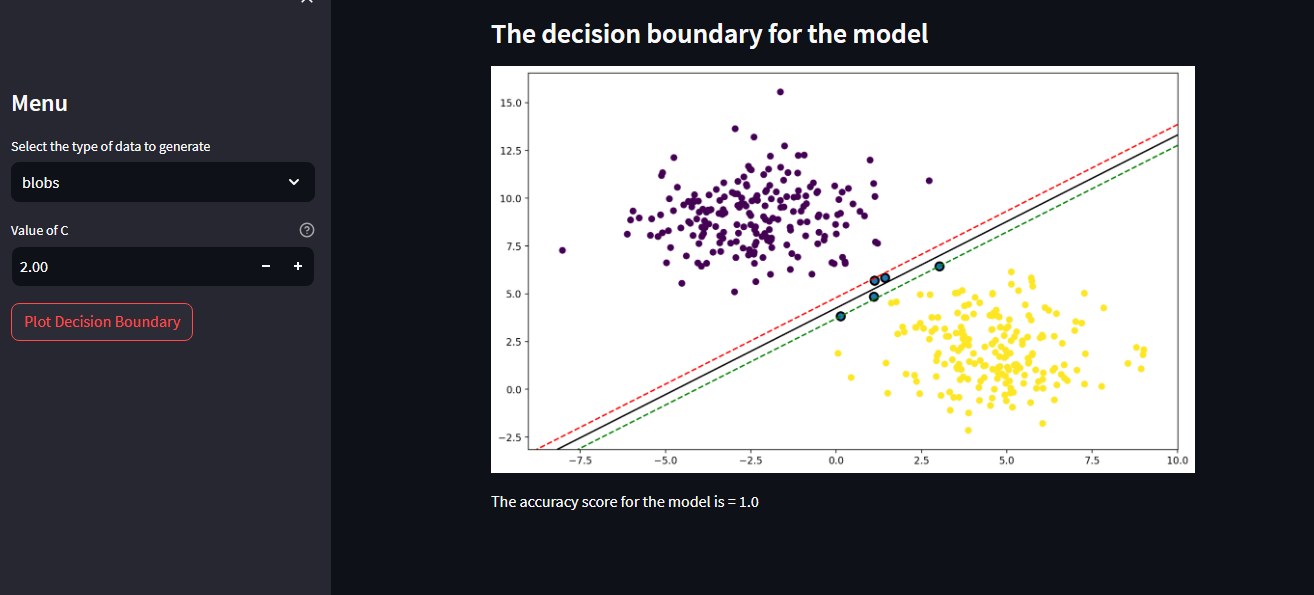 Menu
Select the type of data to generate
blobs
Value of C
2.00
Plot Decision Boundary
The decision boundary for the model
15.0
12.5
10.0
7.5
5.0
2.5
0.0
−2.5
−7.5 −5.0 −2.5 0.0 2.5 5.0 7.5 10.0
The accuracy score for the model is = 1.0